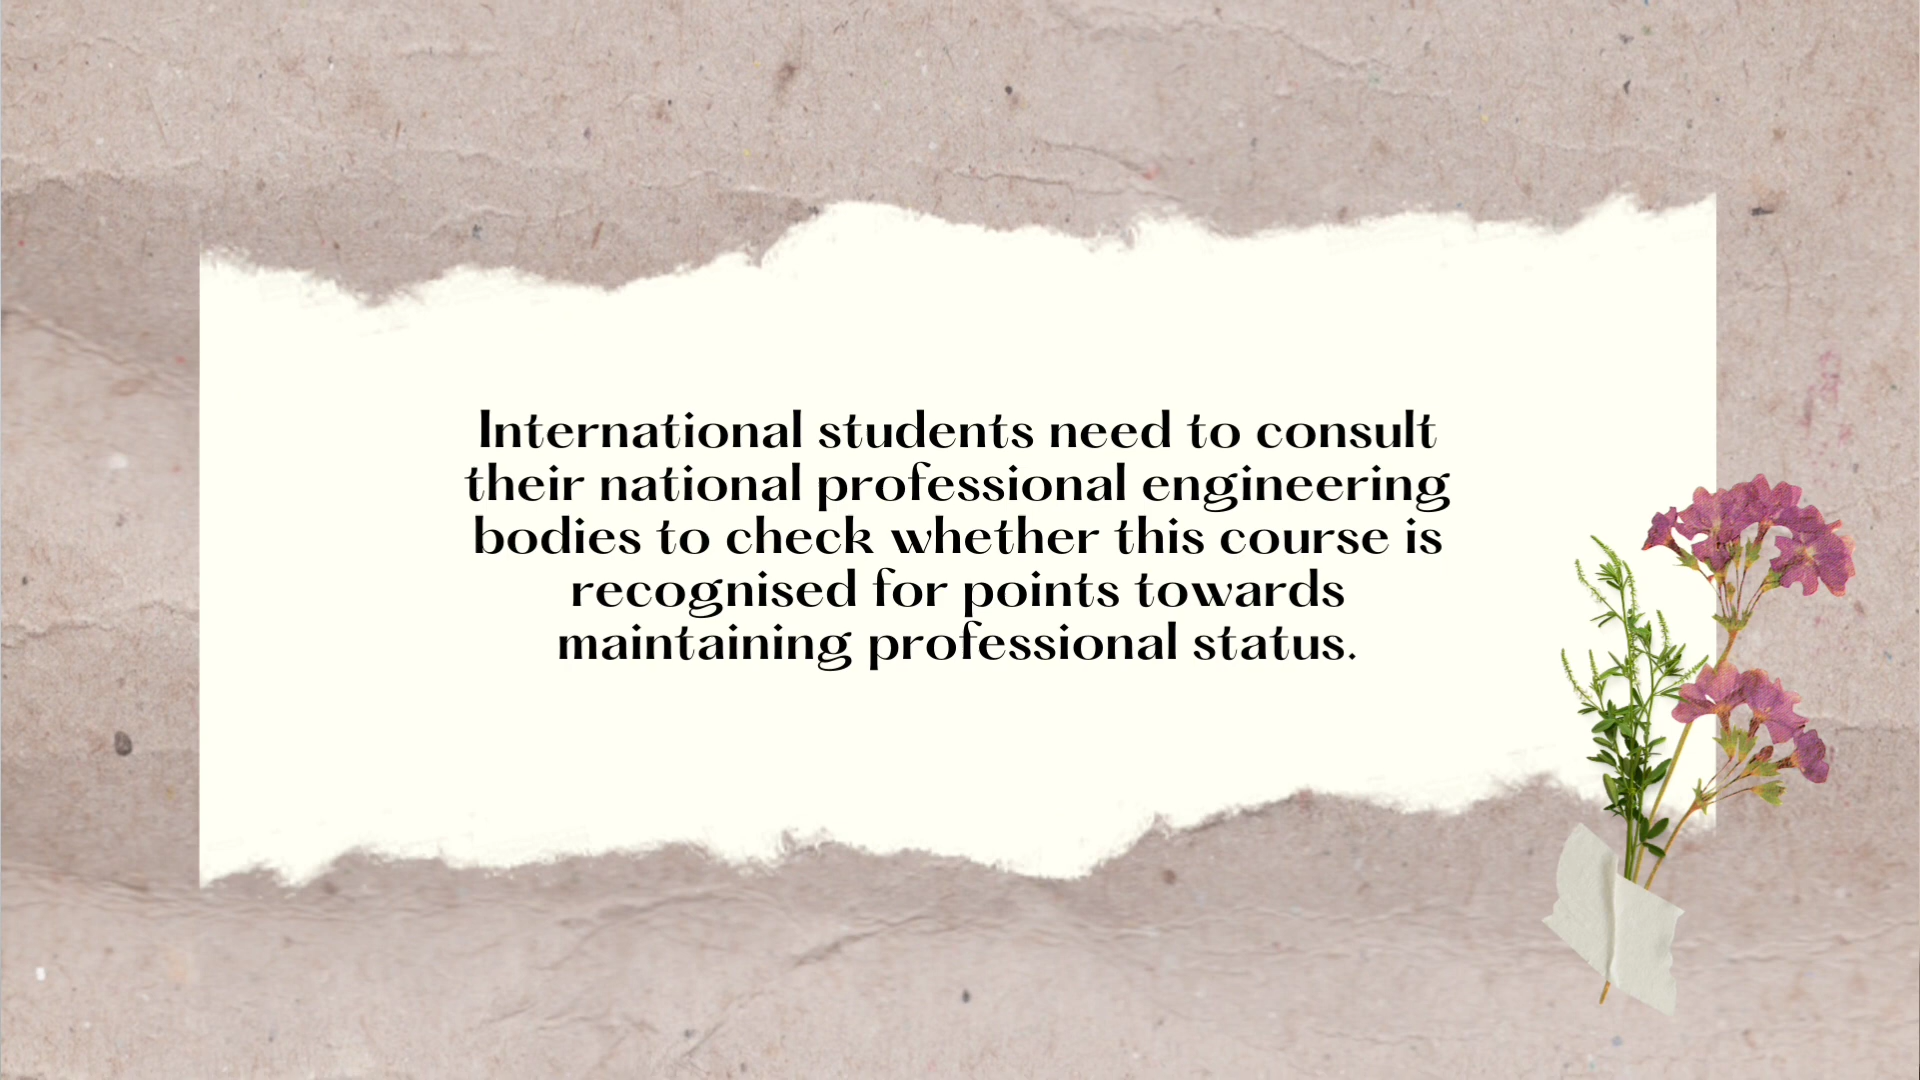 International students need to consult
their national professional engineering
bodies to check whether this course is
recognised for points towards
maintaining professional status.